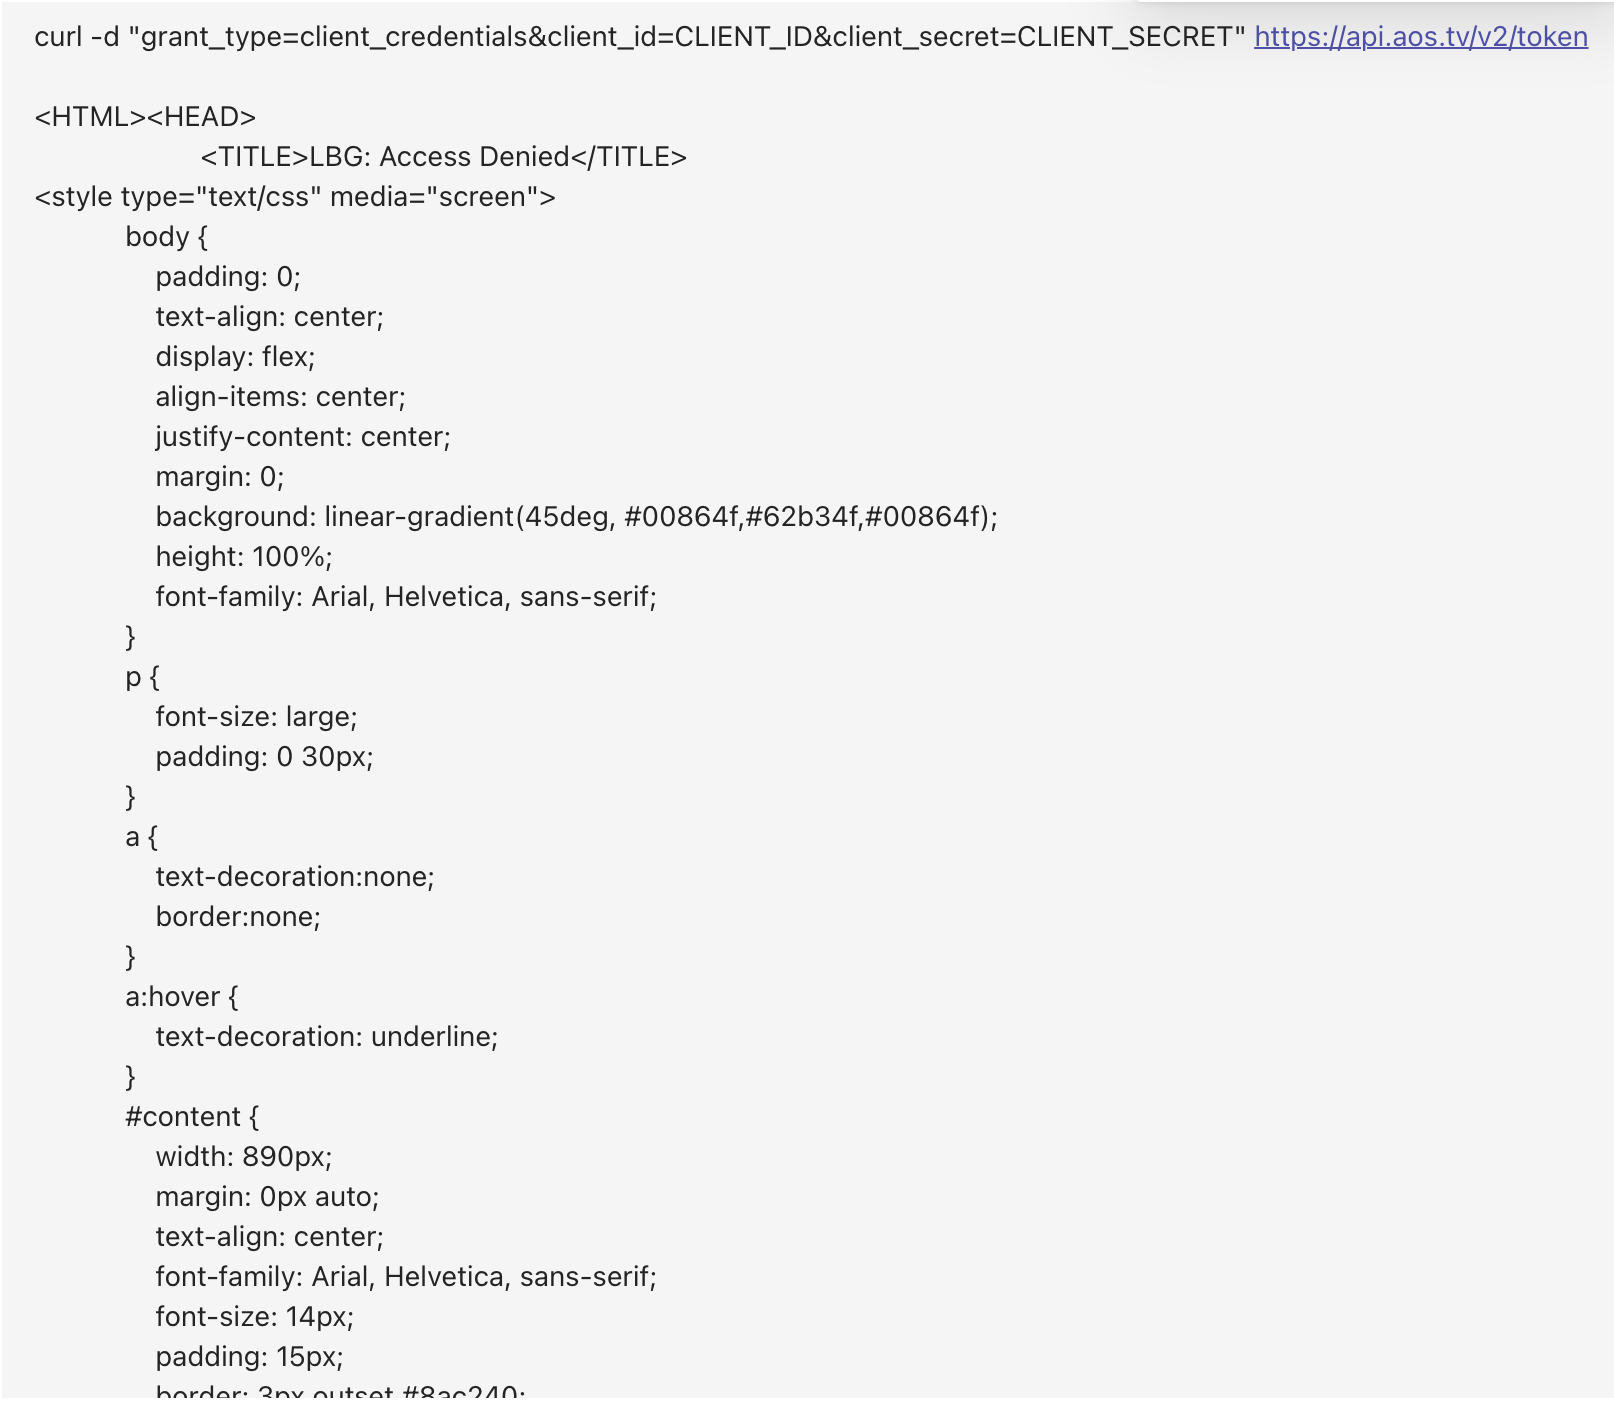 curl -d "grant_type=client_credentials&client_id=CLIENT_ID&client_secret=CLIENT_SECRET" https://api.aos.tv/v2/token
<HTML><HEAD>
<TITLE>LBG: Access Denied</TITLE>
<style type="text/css" media="screen">
body {
padding: 0;
text-align: center;
display: flex;
align-items: center;
justify-content: center;
margin: 0;
background: linear-gradient(45deg, #00864f,#62b34f,#00864f);
height: 100%;
font-family: Arial, Helvetica, sans-serif;
}
p {
font-size: large;
padding: 0 30px;
}
a {
text-decoration:none;
border:none;
}
a:hover {
text-decoration: underline;
}
#content {
width: 890px;
margin: 0px auto;
text-align: center;
font-family: Arial, Helvetica, sans-serif;
font-size: 14px;
padding: 15px;
border: 3px outset #8ac240;